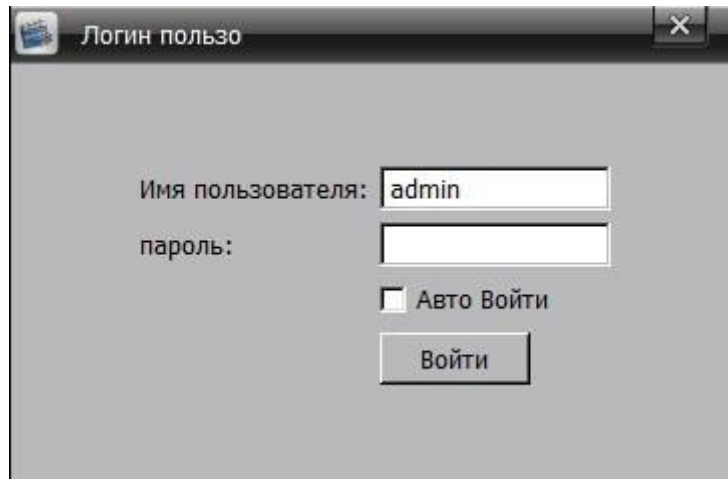 Логин пользо
Имя пользователя: admin
пароль:
Авто Войти
Войти